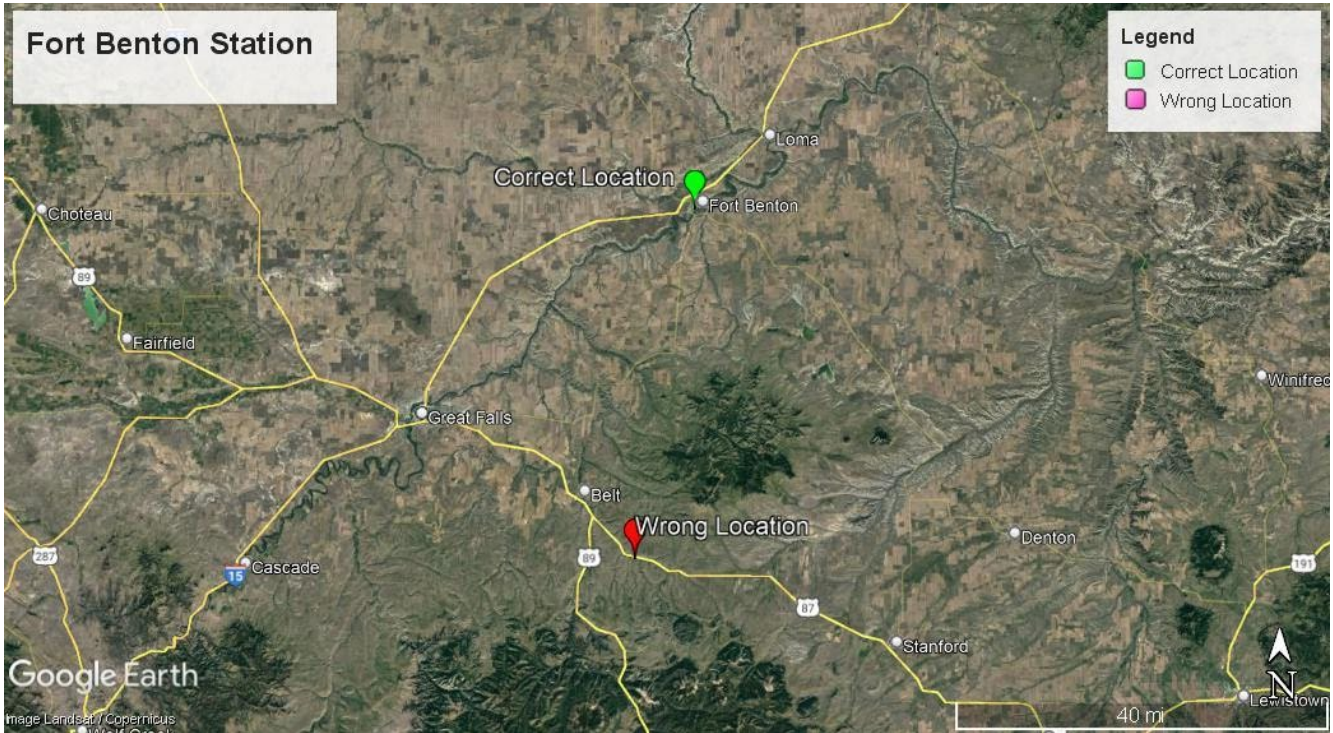 Fort Benton Station
Legend
Correct Location
Wrong Location
Loma
Correct Location
Fort Benton
Choteau
89
Fairfield
Winifred
Great Falls
Belt
Wrong Location
Denton
89
287
15
Cascade
191
87
Stanford
N
Lewistown
Google Earth
40 mi
Image Landsat / Copernicus
Wolf Creek